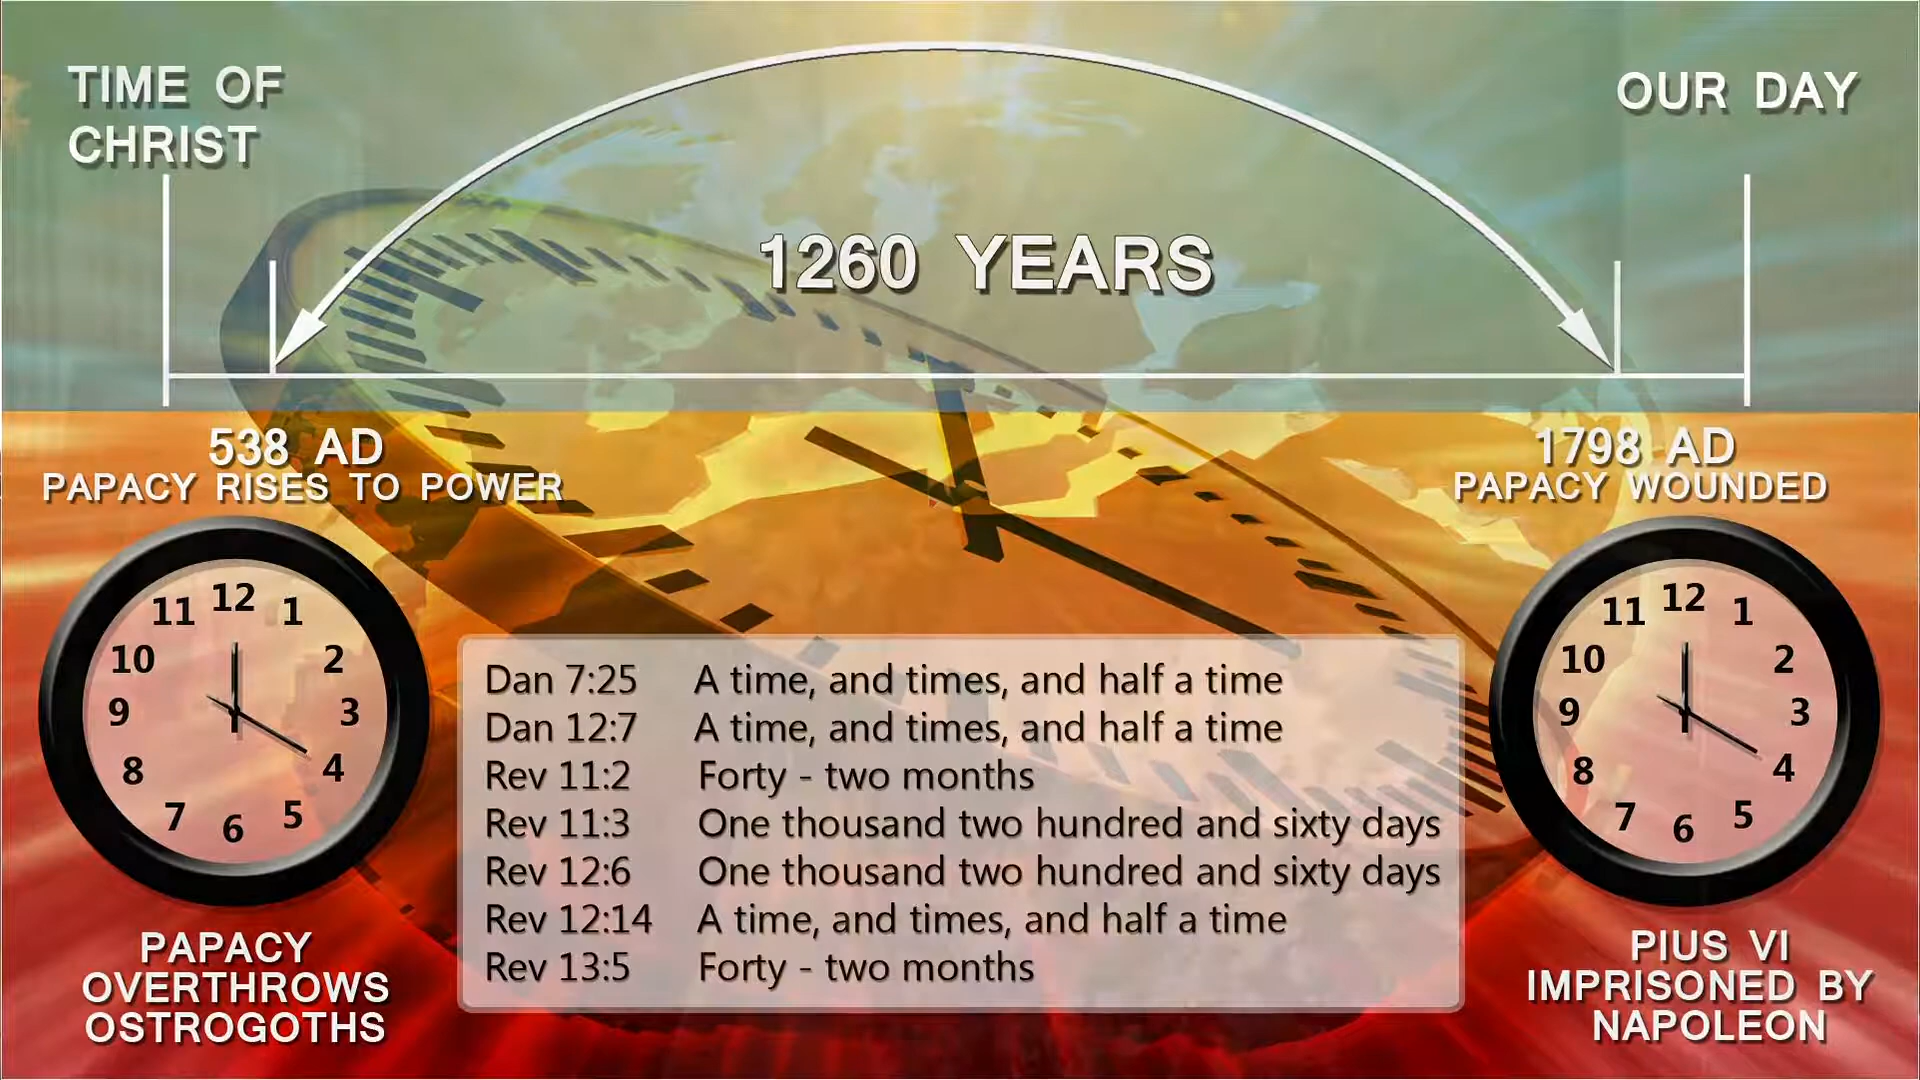 TIME OF
CHRIST
OUR DAY
1260 YEARS
538 AD
PAPACY RISES TO POWER
1798 AD
PAPACY WOUNDED
12
11
1
10
2
9
3
8
4
7
5
6
12
11
1
10
2
9
3
8
4
7
5
6
Dan 7:25 A time, and times, and half a time
Dan 12:7 A time, and times, and half a time
Rev 11:2 Forty - two months
Rev 11:3 One thousand two hundred and sixty days
Rev 12:6 One thousand two hundred and sixty days
Rev 12:14 A time, and times, and half a time
Rev 13:5 Forty - two months
PAPACY
OVERTHROWS
OSTROGOTHS
PIUS VI
IMPRISONED BY
NAPOLEON